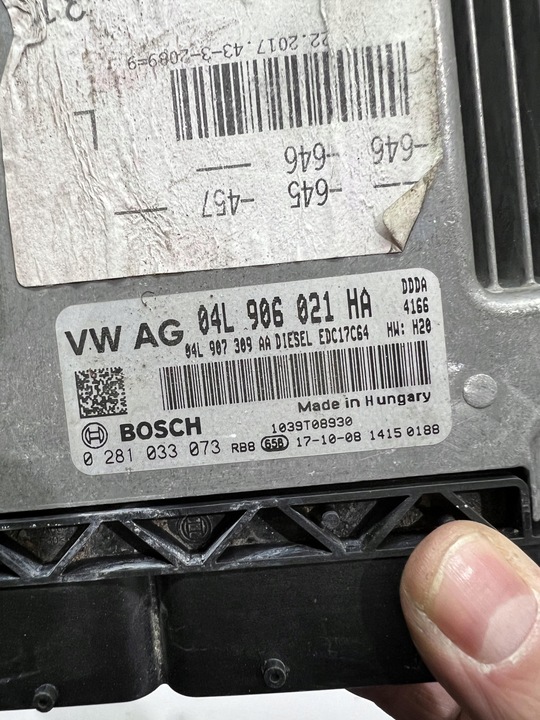 22.2017 43-3-2089=9
L
-646 -646
-645 -457
VW AG 04L 906 021 HA DDDA
4166
04L 907 309 AA DIESEL EDC17C64 HW: H20
Made in Hungary
BOSCH 1039T08930
0 281 033 073 RB8 65B 17-10-08 1415 0188